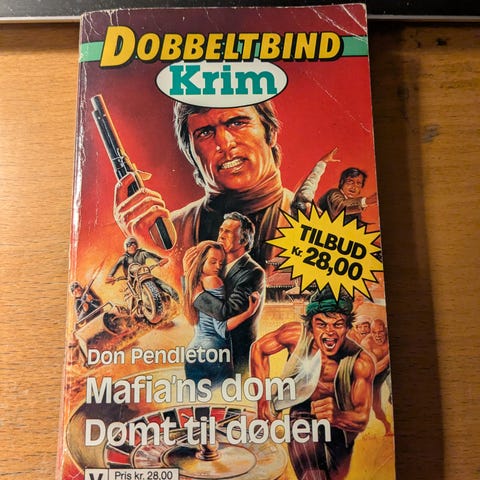 DOBBELTBIND
Krim
TILBUD
Kr. 28,00
Don Pendleton
Mafia'ns dom
Dømt til døden
V
Pris kr. 28.00